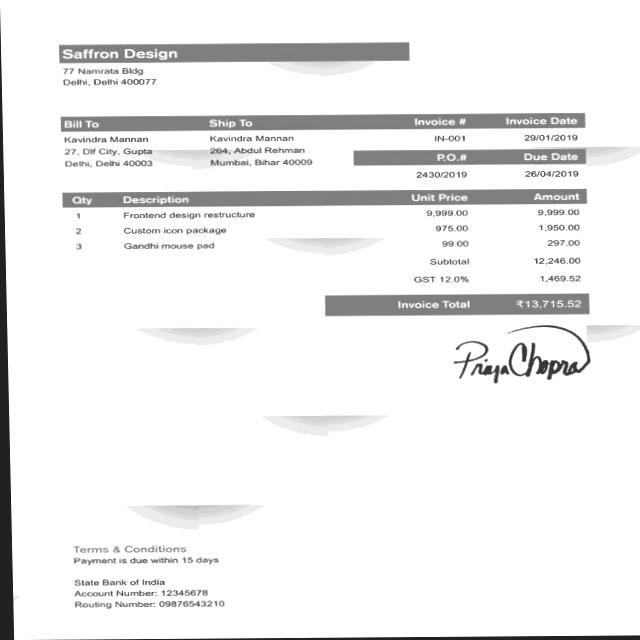 Saffron Design
77 Namrata Bldg
Delhi, Delhi 400077
Bill To Ship To Invoice # Invoice Date
Kavindra Mannan Kavindra Mannan IN-001 29/01/2019
27, Dlf City, Gupta 264, Abdul Rehman P.O.# Due Date
Delhi, Delhi 40003 Mumbai, Bihar 40009 2430/2019 26/04/2019
Qty Description Unit Price Amount
1 Frontend design restructure 9,999.00 9,999.00
2 Custom icon package 975.00 1,950.00
3 Gandhi mouse pad 99.00 297.00
Subtotal 12,246.00
GST 12.0% 1,469.52
Invoice Total ₹13,715.52
Priya Chopra
Terms & Conditions
Payment is due within 15 days
State Bank of India
Account Number: 12345678
Routing Number: 09876543210